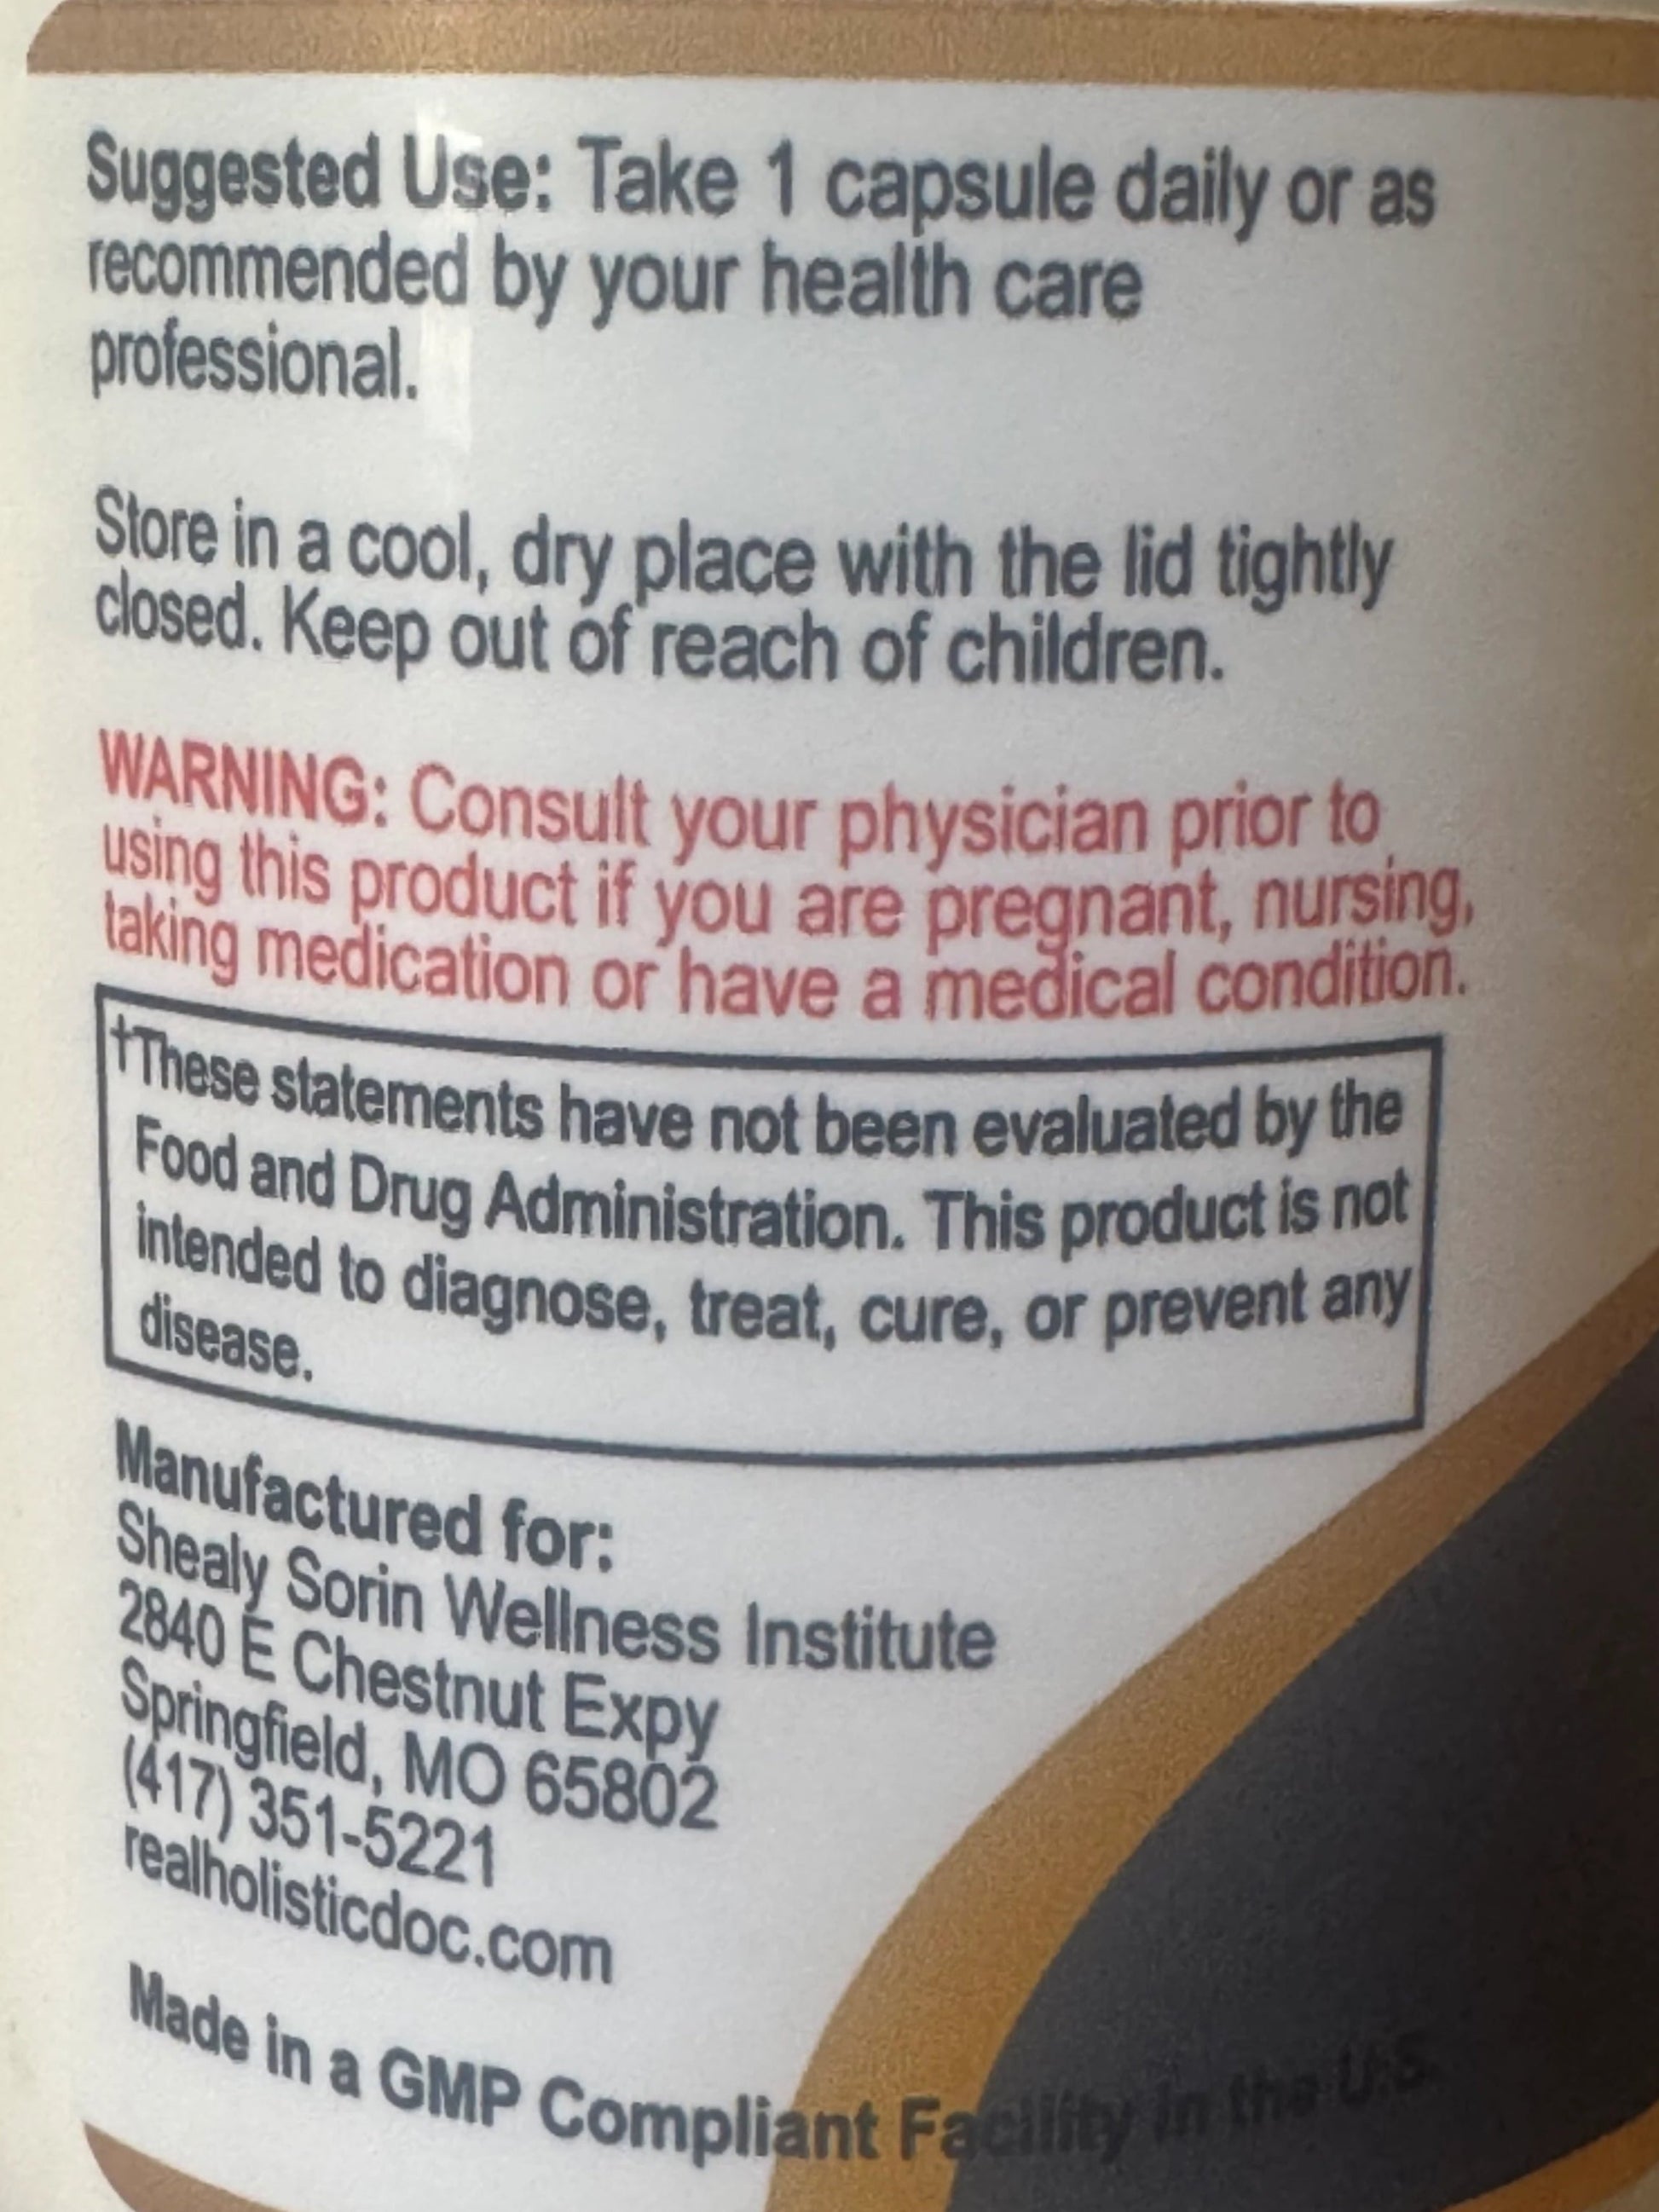 Suggested Use: Take 1 capsule daily or as
recommended by your health care
professional.
Store in a cool, dry place with the lid tightly
closed. Keep out of reach of children.
WARNING: Consult your physician prior to
using this product if you are pregnant, nursing,
taking medication or have a medical condition.
†These statements have not been evaluated by the
Food and Drug Administration. This product is not
intended to diagnose, treat, cure, or prevent any
disease.
Manufactured for:
Shealy Sorin Wellness Institute
2840 E Chestnut Expy
Springfield, MO 65802
(417) 351-5221
realholisticdoc.com
Made in a GMP Compliant Facility in the U.S.